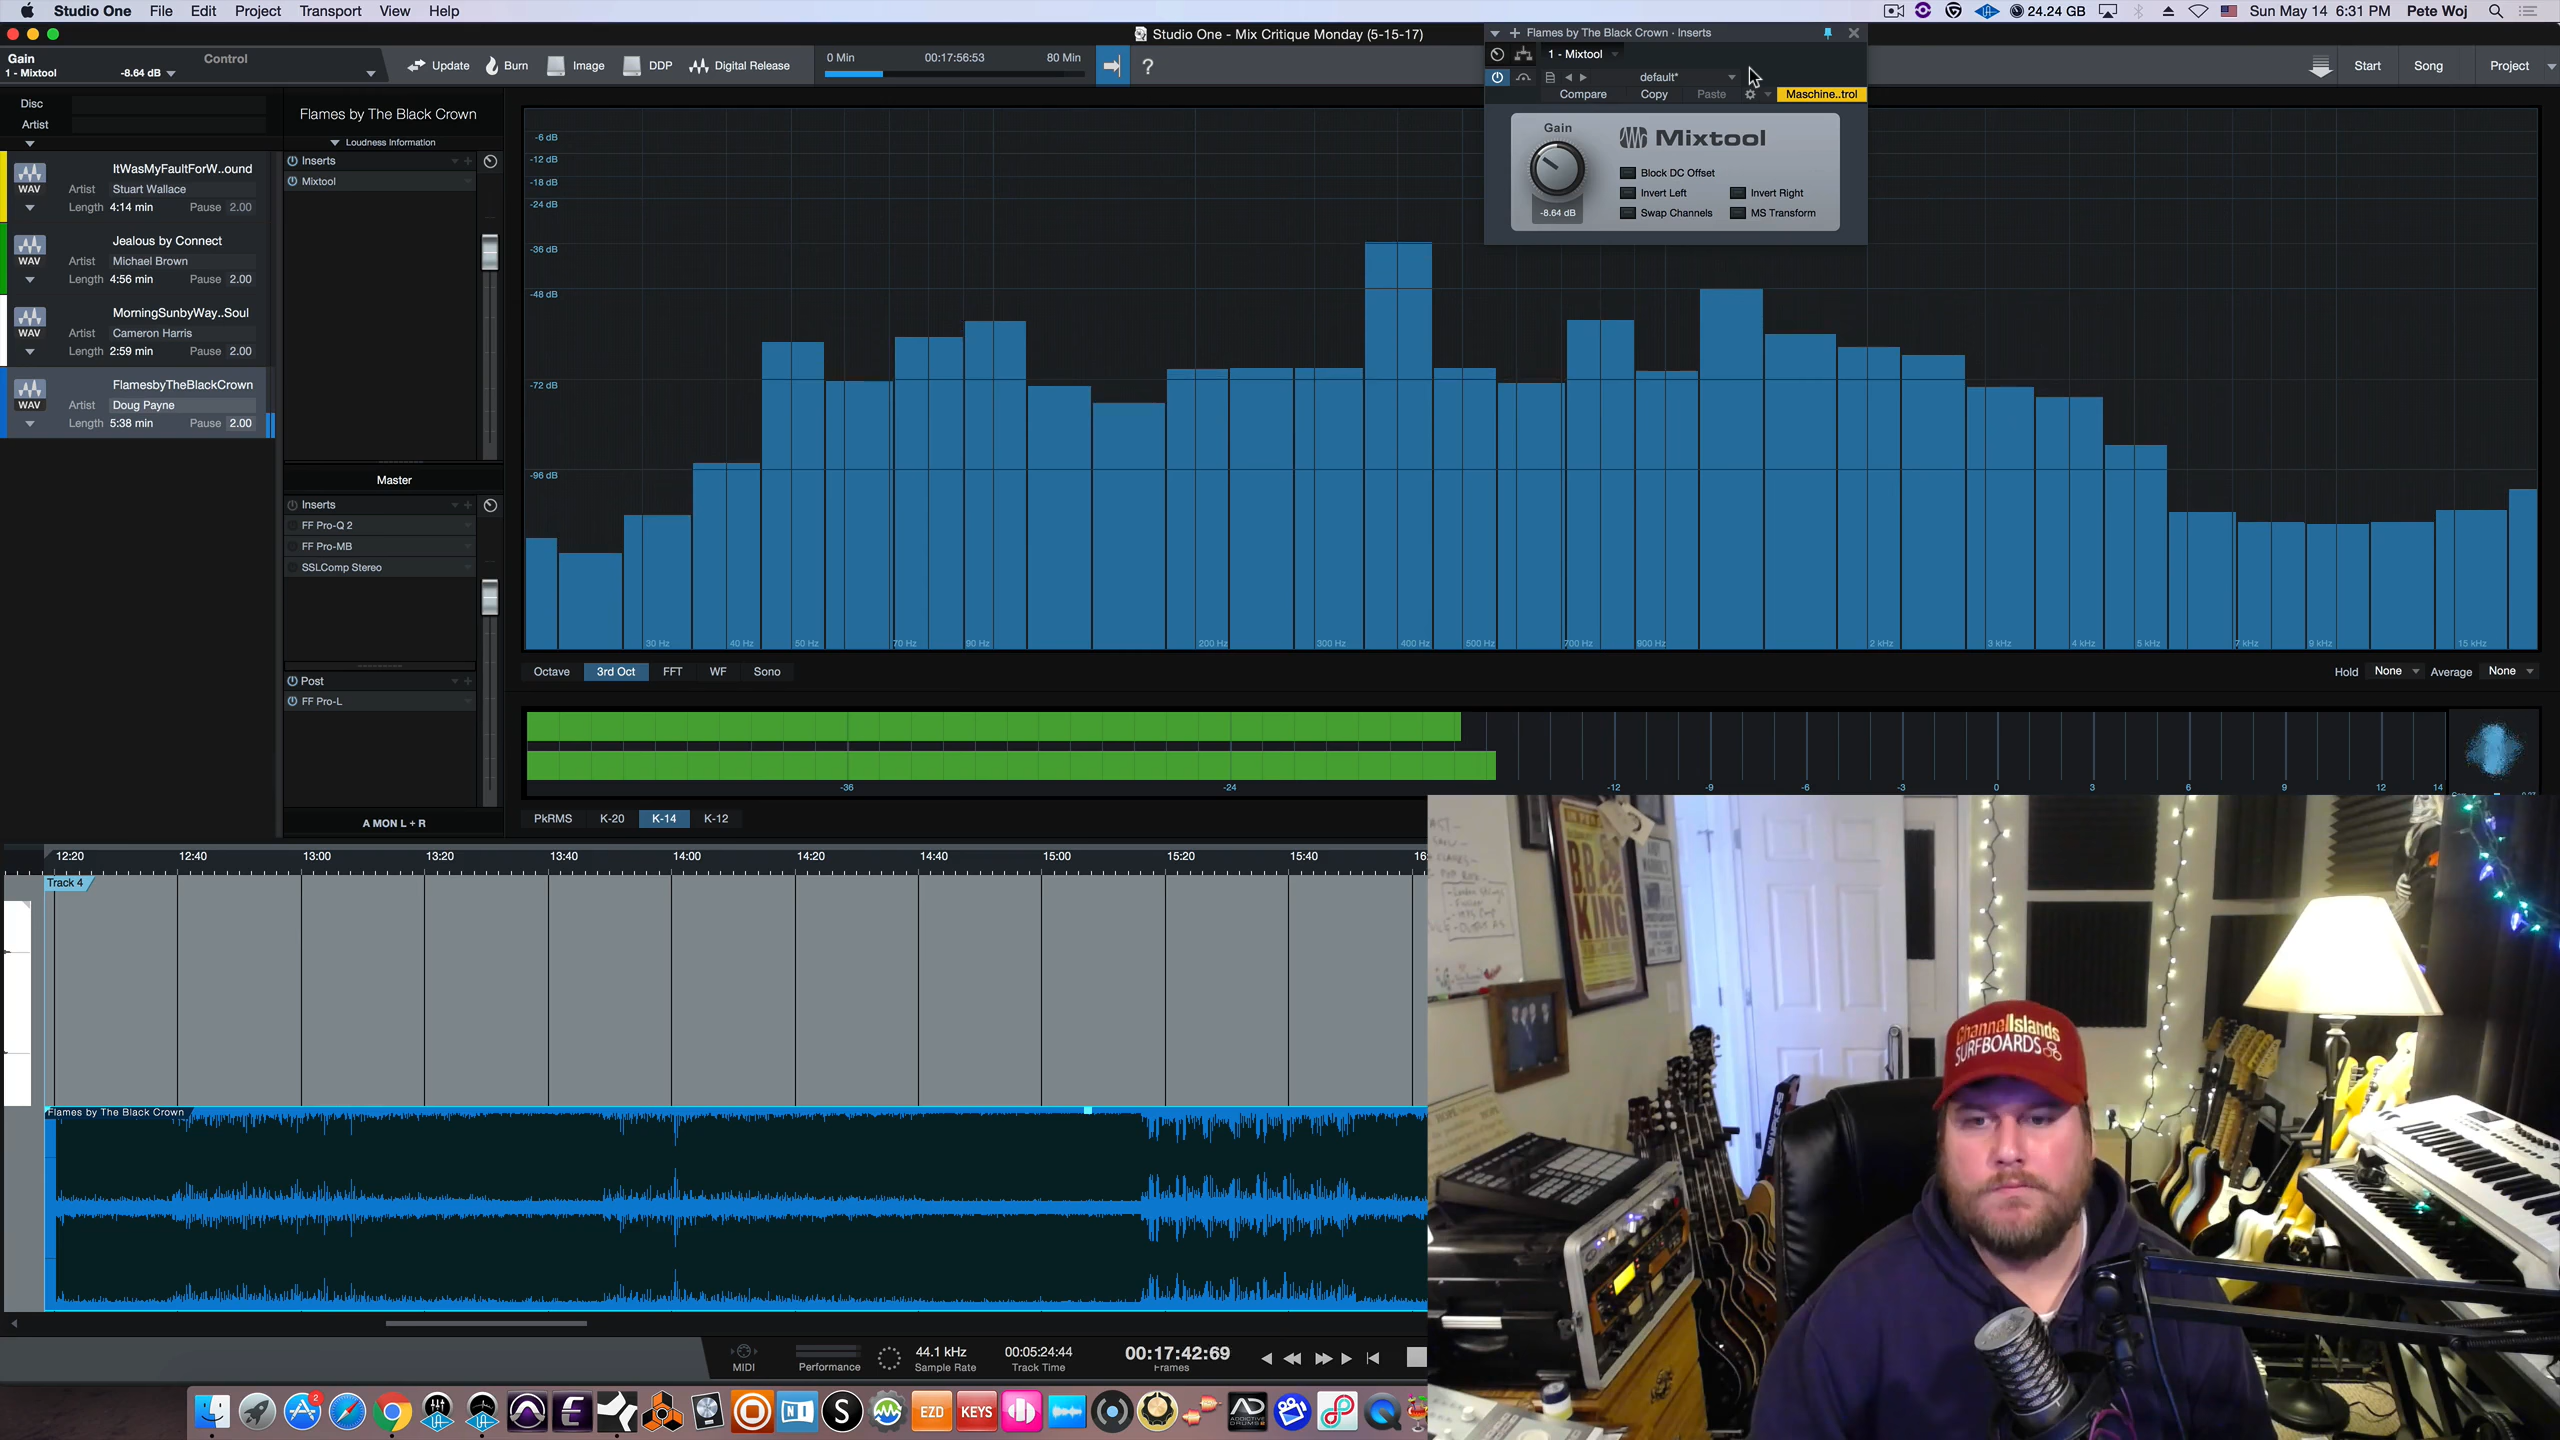 Studio One File Edit Project Transport View Help
24.24 GB Sun May 14 6:31 PM Pete Woj
Studio One - Mix Critique Monday (5-15-17)
Gain Control
1 - Mixtool -8.64 dB
Update Burn Image DDP Digital Release
0 Min 00:17:56:53 80 Min
?
Start Song Project
Flames by The Black Crown - Inserts
1 - Mixtool
default*
Compare Copy Paste Maschine..trol
Gain
Mixtool
Block DC Offset
Invert Left Invert Right
Swap Channels MS Transform
-8.64 dB
Disc
Artist
WAV
ItWasMyFaultForW..ound
Artist Stuart Wallace
Length 4:14 min Pause 2.00
WAV
Jealous by Connect
Artist Michael Brown
Length 4:56 min Pause 2.00
WAV
MorningSunbyWay..Soul
Artist Cameron Harris
Length 2:59 min Pause 2.00
WAV
FlamesbyTheBlackCrown
Artist Doug Payne
Length 5:38 min Pause 2.00
Flames by The Black Crown
Loudness Information
Inserts
Mixtool
Master
Inserts
FF Pro-Q 2
FF Pro-MB
SSLComp Stereo
Post
FF Pro-L
A MON L + R
-6 dB
-12 dB
-18 dB
-24 dB
-36 dB
-48 dB
-72 dB
-96 dB
30 Hz 40 Hz 50 Hz 70 Hz 90 Hz 200 Hz 300 Hz 400 Hz 500 Hz 700 Hz 900 Hz 2 kHz 3 kHz 4 kHz 5 kHz 7 kHz 9 kHz 15 kHz
Octave 3rd Oct FFT WF Sono
Hold None Average None
-36 -24 -12 -9 -6 -3 0 3 6 9 12 14
PkRMS K-20 K-14 K-12
12:20 12:40 13:00 13:20 13:40 14:00 14:20 14:40 15:00 15:20 15:40
Track 4
Flames by The Black Crown
MIDI
Performance
44.1 kHz
Sample Rate
00:05:24:44
Track Time
00:17:42:69
Frames
2
EZD
KEYS
NI
S
AD
BB
KING
ChannelIslands
SURFBOARDS